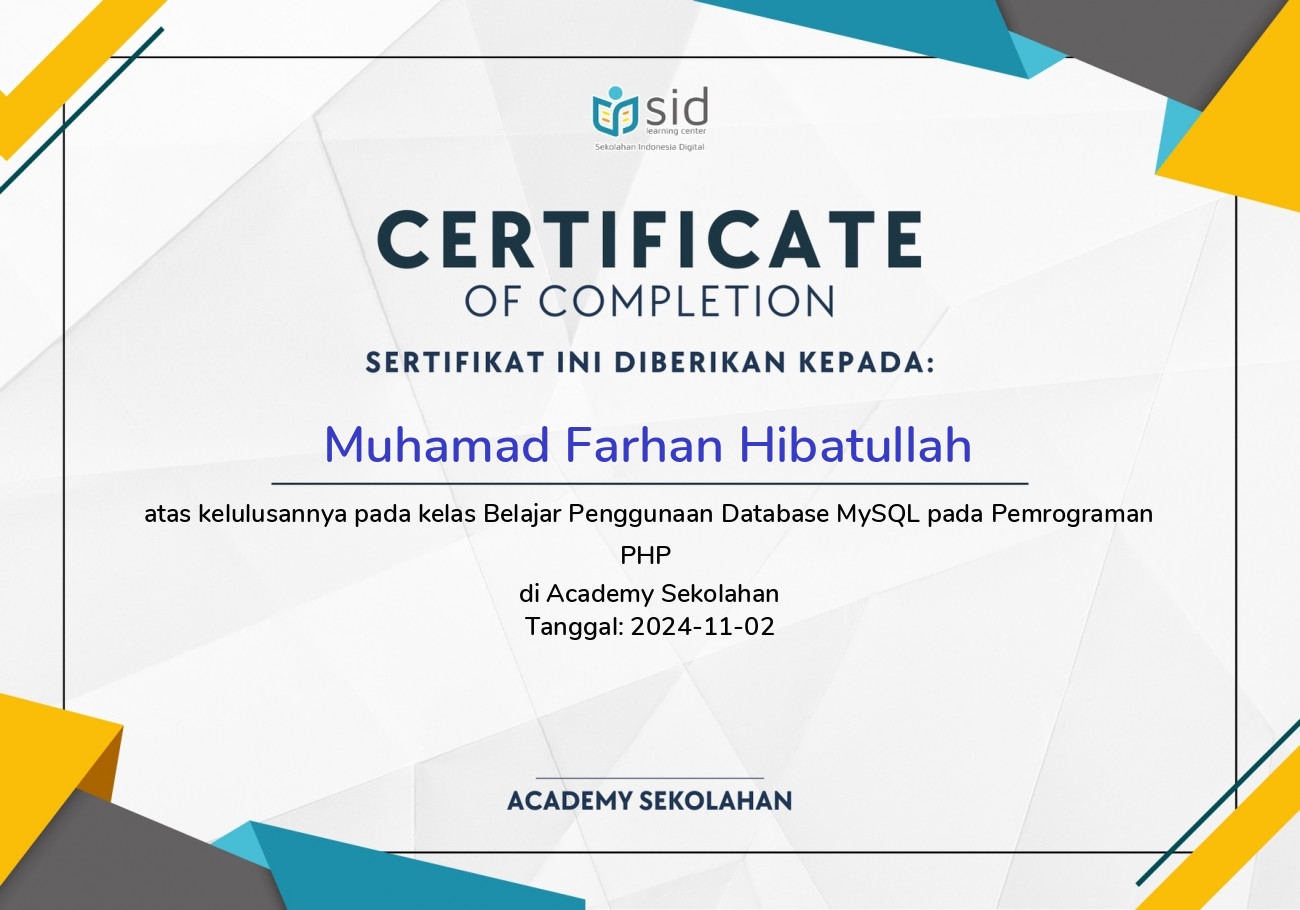 sid
learning center
Sekolahan Indonesia Digital
CERTIFICATE
OF COMPLETION
SERTIFIKAT INI DIBERIKAN KEPADA:
Muhamad Farhan Hibatullah
atas kelulusannya pada kelas Belajar Penggunaan Database MySQL pada Pemrograman
PHP
di Academy Sekolahan
Tanggal: 2024-11-02
ACADEMY SEKOLAHAN